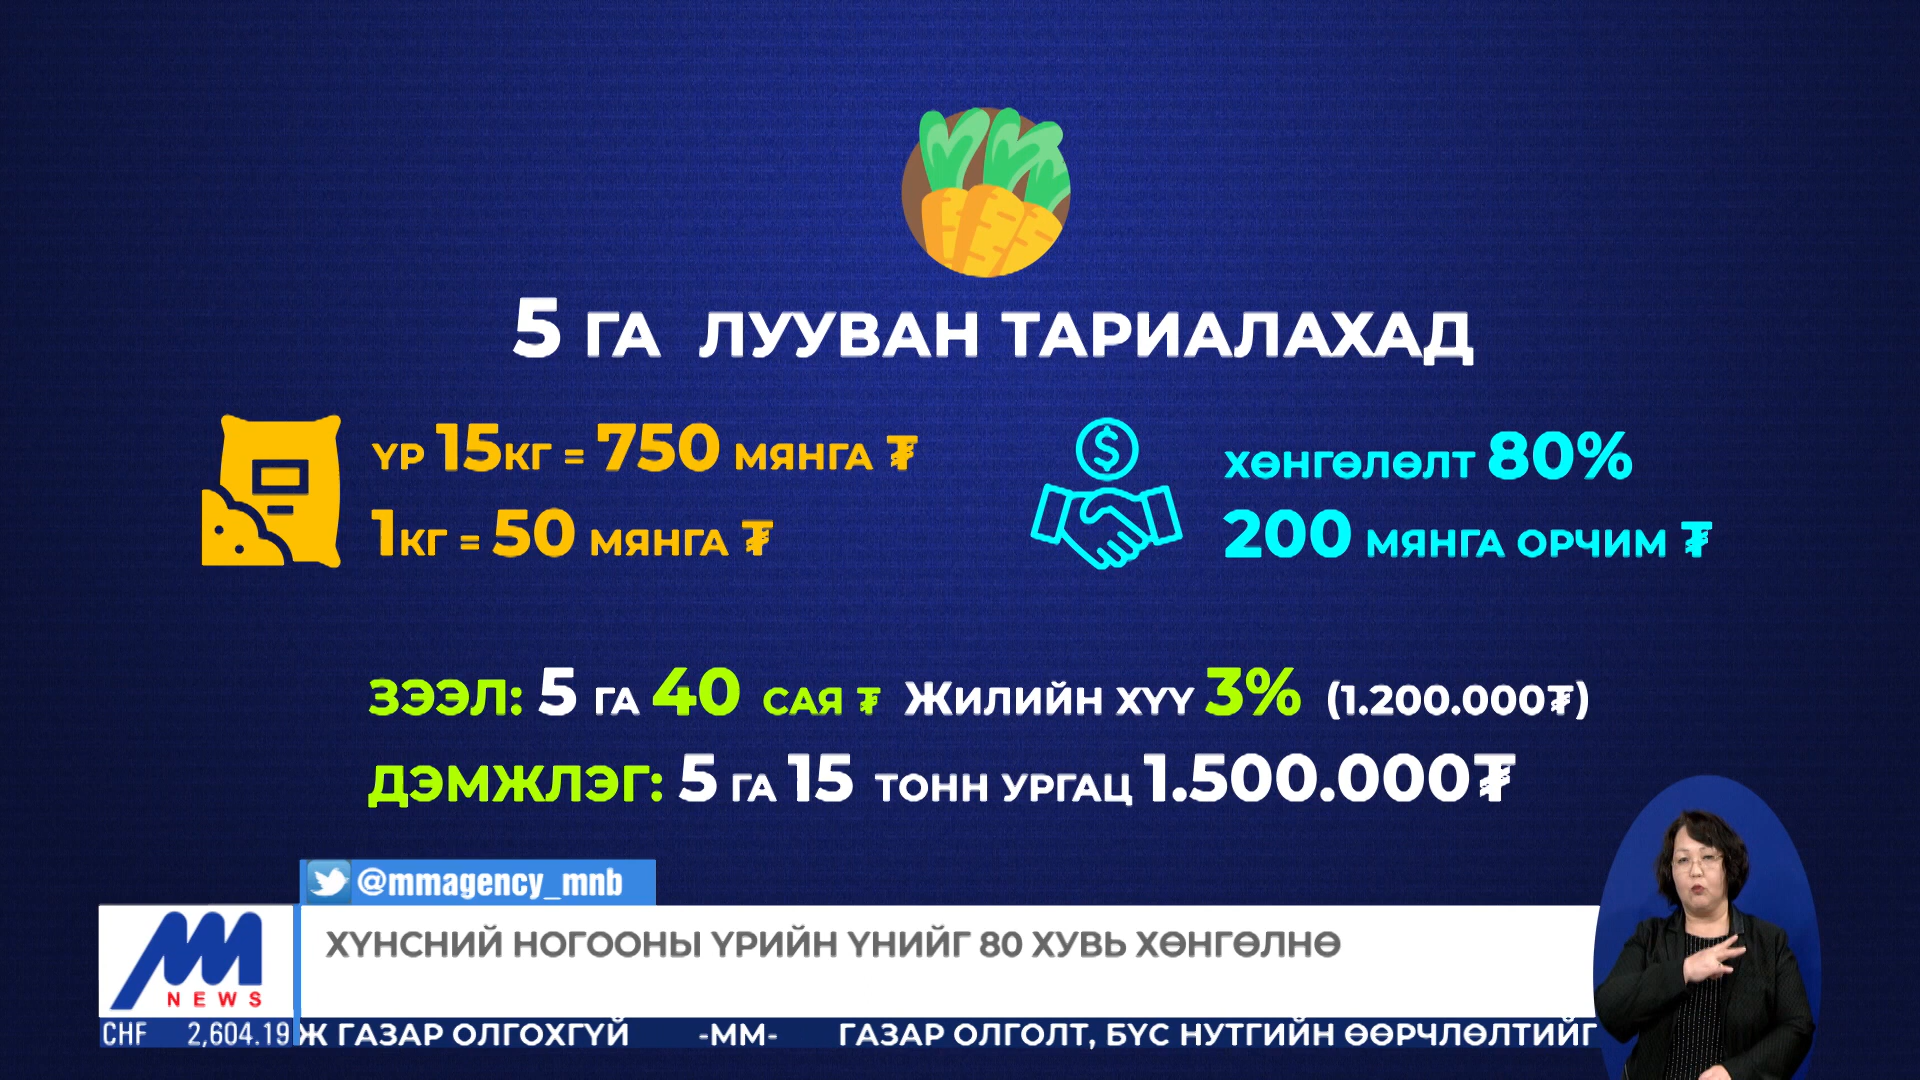 5 ГА ЛУУВАН ТАРИАЛАХАД
ҮР 15КГ = 750 МЯНГА ₮
1КГ = 50 МЯНГА ₮
ХӨНГӨЛӨЛТ 80%
200 МЯНГА ОРЧИМ ₮
ЗЭЭЛ: 5 ГА 40 САЯ ₮ ЖИЛИЙН ХҮҮ 3% (1.200.000₮)
ДЭМЖЛЭГ: 5 ГА 15 ТОНН УРГАЦ 1.500.000₮
@mmagency_mnb
ХҮНСНИЙ НОГООНЫ ҮРИЙН ҮНИЙГ 80 ХУВЬ ХӨНГӨЛНӨ
MM
NEWS
CHF 2,604.19
Ж ГАЗАР ОЛГОХГҮЙ -ММ- ГАЗАР ОЛГОЛТ, БҮС НУТГИЙН ӨӨРЧЛӨЛТИЙГ